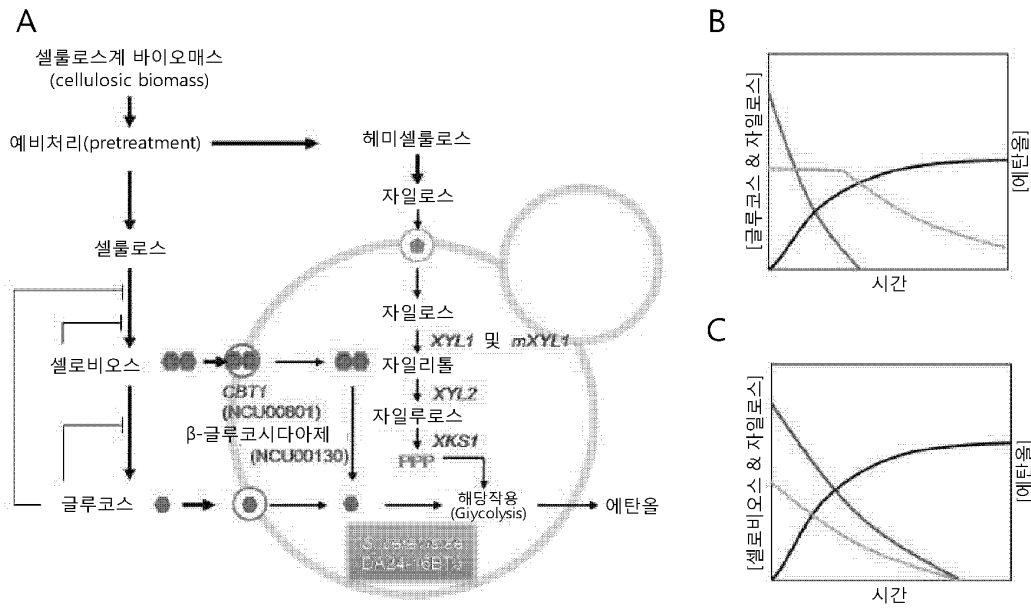 A
셀룰로스계 바이오매스
(cellulosic biomass)
예비처리(pretreatment)
헤미셀룰로스
자일로스
셀룰로스
자일로스
XYL1 및 mXYL1
셀로비오스
자일리톨
CBT1
(NCU00801)
XYL2
자일루로스
β-글루코시다아제
(NCU00130)
XKS1
PPP
글루코스
해당작용
(Giycolysis)
에탄올
B
[글루코스 & 자일로스]
[에탄올]
시간
C
[셀로비오스 & 자일로스]
[에탄올]
시간